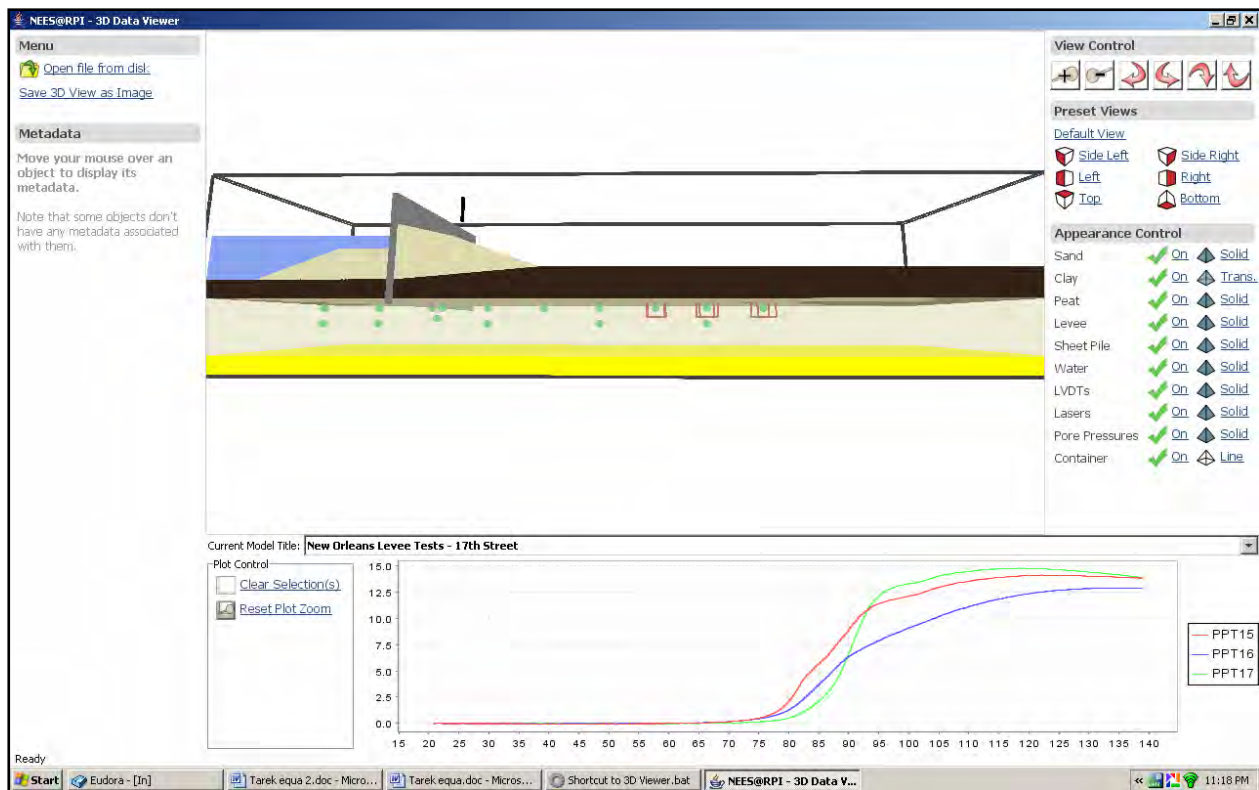 NEES@RPI - 3D Data Viewer
Menu
Open file from disk:
Save 3D View as Image
Metadata
Move your mouse over an
object to display its
metadata.
Note that some objects don't
have any metadata associated
with them.
View Control
Preset Views
Default View
Side Left Side Right
Left Right
Top Bottom
Appearance Control
Sand On Solid
Clay On Trans.
Peat On Solid
Levee On Solid
Sheet Pile On Solid
Water On Solid
LVDTs On Solid
Lasers On Solid
Pore Pressures On Solid
Container On Line
Current Model Title: New Orleans Levee Tests - 17th Street
Plot Control
Clear Selection(s)
Reset Plot Zoom
15.0
12.5
10.0
7.5
5.0
2.5
0.0
15 20 25 30 35 40 45 50 55 60 65 70 75 80 85 90 95 100 105 110 115 120 125 130 135 140
PPT15
PPT16
PPT17
Ready
Start Eudora - [In] Tarek equa 2.doc - Micro... Tarek equa.doc - Micros... Shortcut to 3D Viewer.bat NEES@RPI - 3D Data V... « 11:18 PM